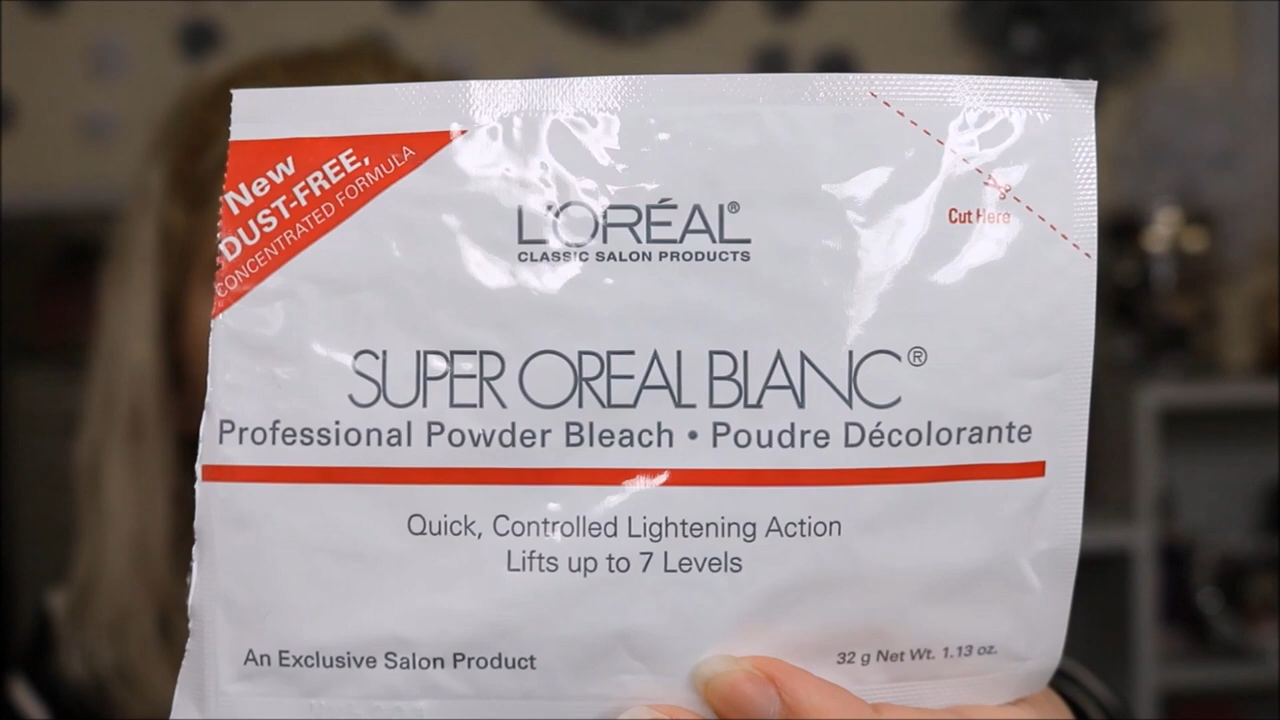 New
DUST-FREE,
CONCENTRATED FORMULA
L'ORÉAL®
CLASSIC SALON PRODUCTS
Cut Here
SUPER OREAL BLANC®
Professional Powder Bleach • Poudre Décolorante
Quick, Controlled Lightening Action
Lifts up to 7 Levels
An Exclusive Salon Product
32 g Net Wt. 1.13 oz.